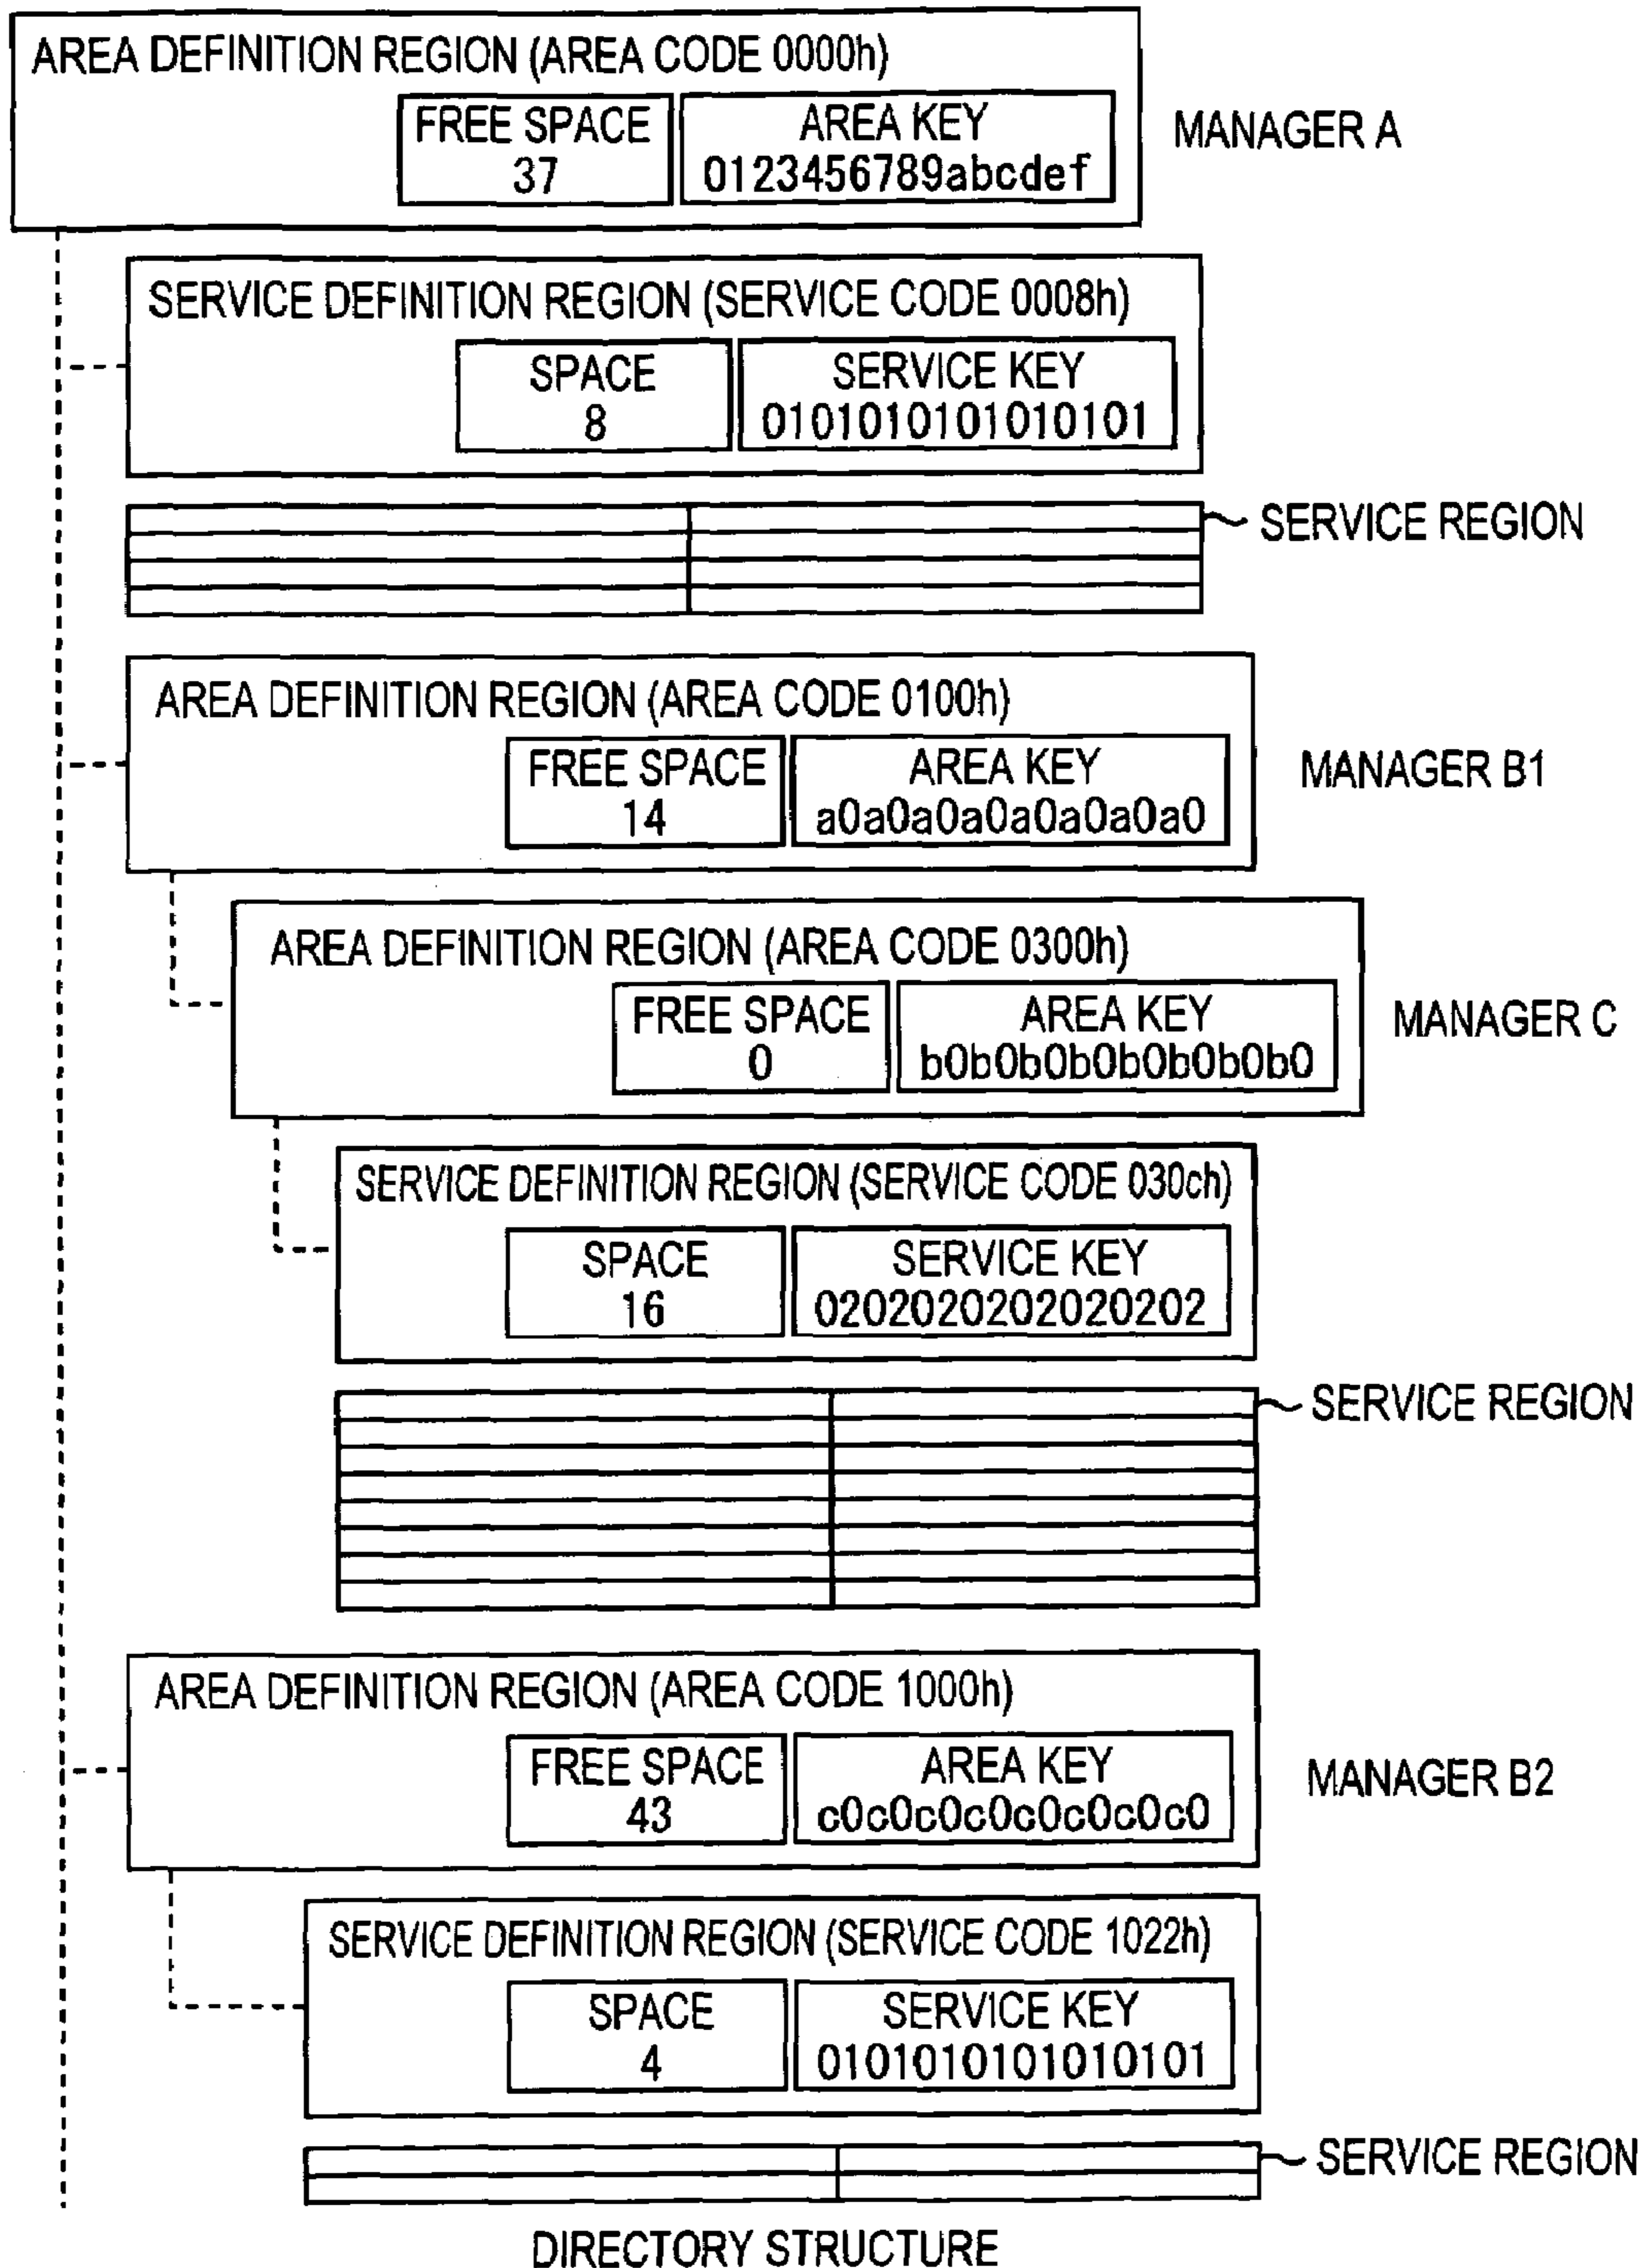 AREA DEFINITION REGION (AREA CODE 0000h)
FREE SPACE
37
AREA KEY
0123456789abcdef
MANAGER A
SERVICE DEFINITION REGION (SERVICE CODE 0008h)
SPACE
8
SERVICE KEY
0101010101010101
SERVICE REGION
AREA DEFINITION REGION (AREA CODE 0100h)
FREE SPACE
14
AREA KEY
a0a0a0a0a0a0a0a0
MANAGER B1
AREA DEFINITION REGION (AREA CODE 0300h)
FREE SPACE
0
AREA KEY
b0b0b0b0b0b0b0b0
MANAGER C
SERVICE DEFINITION REGION (SERVICE CODE 030ch)
SPACE
16
SERVICE KEY
0202020202020202
SERVICE REGION
AREA DEFINITION REGION (AREA CODE 1000h)
FREE SPACE
43
AREA KEY
c0c0c0c0c0c0c0c0
MANAGER B2
SERVICE DEFINITION REGION (SERVICE CODE 1022h)
SPACE
4
SERVICE KEY
0101010101010101
SERVICE REGION
DIRECTORY STRUCTURE